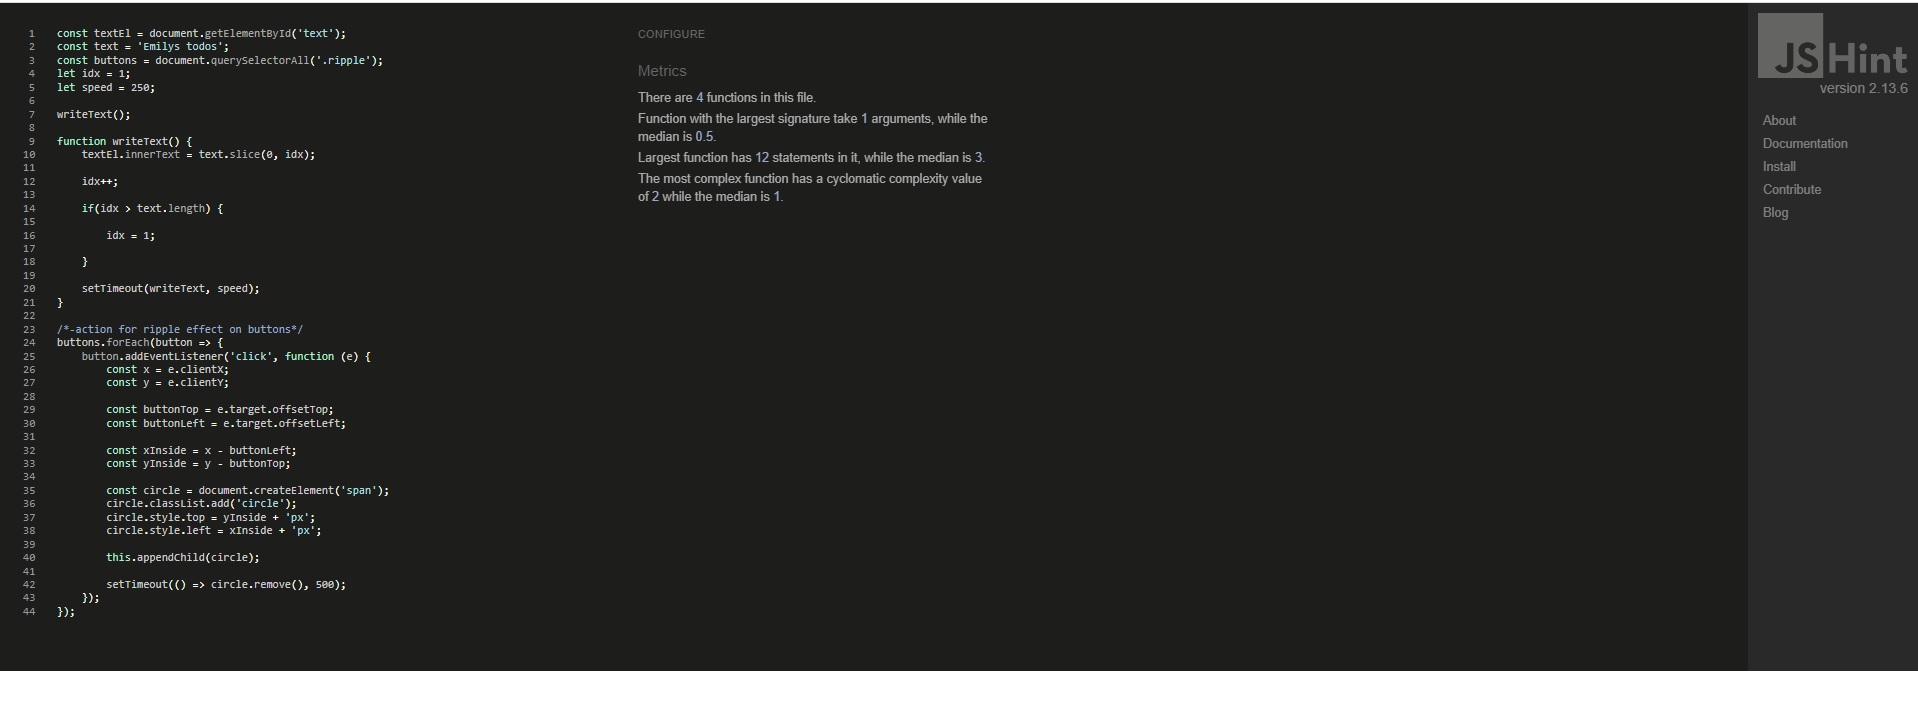 1 const textEl = document.getElementById('text');
2 const text = 'Emilys todos';
3 const buttons = document.querySelectorAll('.ripple');
4 let idx = 1;
5 let speed = 250;
6
7 writeText();
8
9 function writeText() {
10 textEl.innerText = text.slice(0, idx);
11
12 idx++;
13
14 if(idx > text.length) {
15
16 idx = 1;
17
18 }
19
20 setTimeout(writeText, speed);
21 }
22
23 /*-action for ripple effect on buttons*/
24 buttons.forEach(button => {
25 button.addEventListener('click', function (e) {
26 const x = e.clientX;
27 const y = e.clientY;
28
29 const buttonTop = e.target.offsetTop;
30 const buttonLeft = e.target.offsetLeft;
31
32 const xInside = x - buttonLeft;
33 const yInside = y - buttonTop;
34
35 const circle = document.createElement('span');
36 circle.classList.add('circle');
37 circle.style.top = yInside + 'px';
38 circle.style.left = xInside + 'px';
39
40 this.appendChild(circle);
41
42 setTimeout(() => circle.remove(), 500);
43 });
44 });
CONFIGURE
Metrics
There are 4 functions in this file.
Function with the largest signature take 1 arguments, while the
median is 0.5.
Largest function has 12 statements in it, while the median is 3.
The most complex function has a cyclomatic complexity value
of 2 while the median is 1.
JSHint
version 2.13.6
About
Documentation
Install
Contribute
Blog